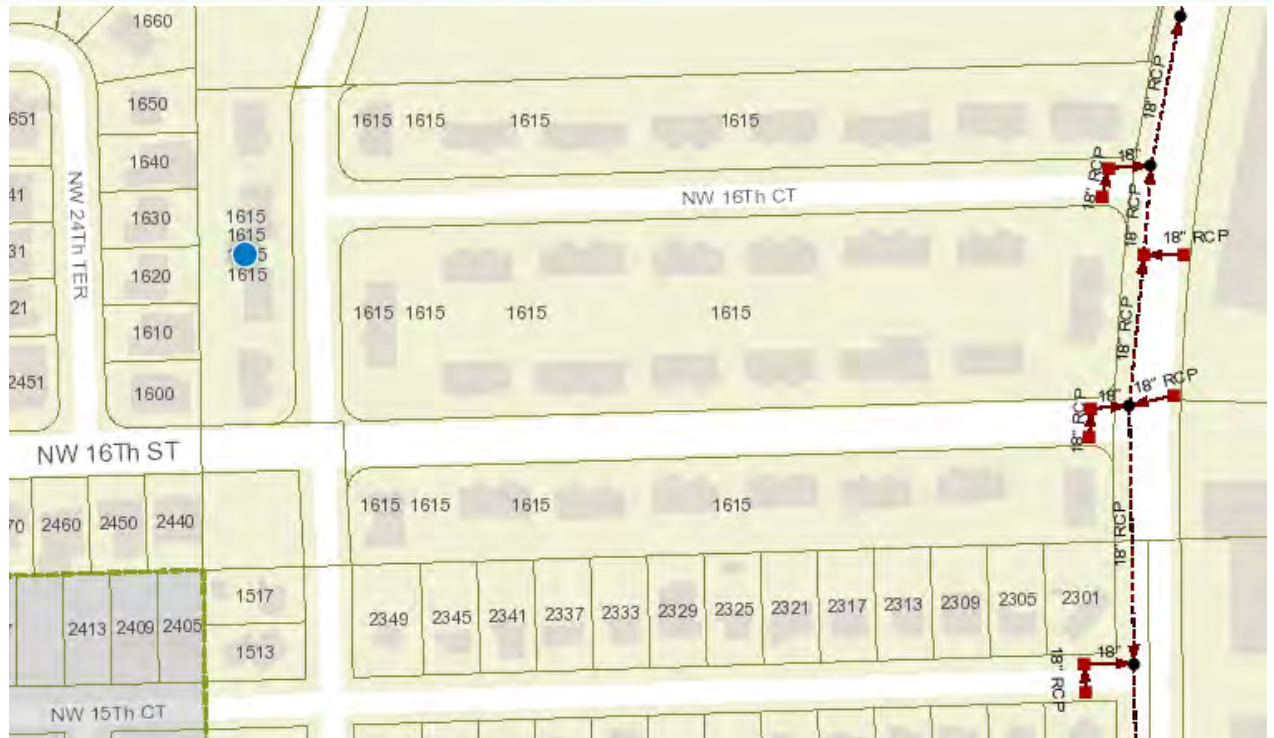 1660
1650
651
1615 1615 1615 1615
18" RCP
18"
18" RCP
1640
NW 24Th TER
41
NW 16Th CT
1630
1615
1615
1615
18" RCP
18" RCP
31
1620
21
1615 1615 1615 1615
1610
18" RCP
2451
1600
18" RCP
18"
18" RCP
NW 16Th ST
1615 1615 1615 1615
70 2460 2450 2440
18" RCP
1517
2349 2345 2341 2337 2333 2329 2325 2321 2317 2313 2309 2305 2301
2413 2409 2405
1513
18"
18" RCP
NW 15Th CT